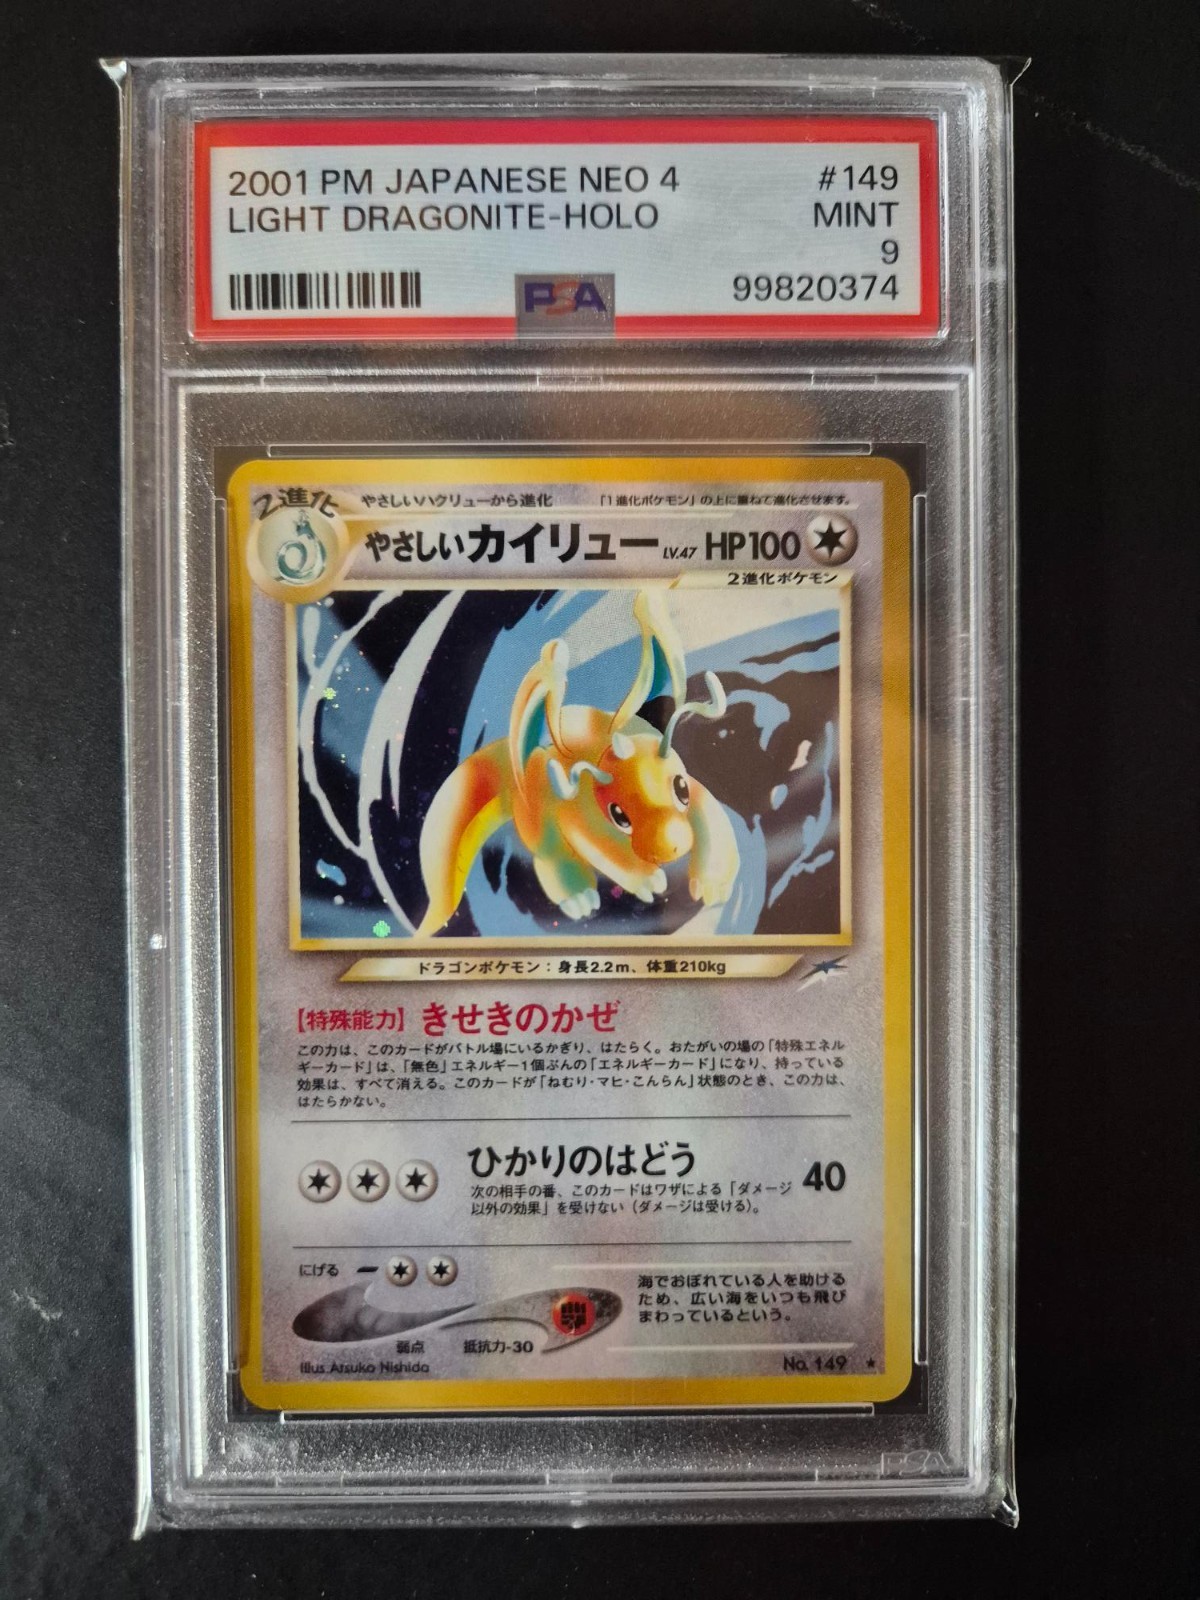 2001 PM JAPANESE NEO 4 #149
LIGHT DRAGONITE-HOLO MINT
9
PSA 99820374
2進化 やさしいハクリューから進化 「1進化ポケモン」の上に重ねて進化させます。
やさしいカイリュー LV.47 HP100
2進化ポケモン
ドラゴンポケモン:身長2.2m、体重210kg
【特殊能力】きせきのかぜ
この力は、このカードがバトル場にいるかぎり、はたらく。おたがいの場の「特殊エネル
ギーカード」は、「無色」エネルギー1個ぶんの「エネルギーカード」になり、持っている
効果は、すべて消える。このカードが「ねむり・マヒ・こんらん」状態のとき、この力は、
はたらかない。
ひかりのはどう 40
次の相手の番、このカードはワザによる「ダメージ
以外の効果」を受けない(ダメージは受ける)。
にげる
海でおぼれている人を助ける
ため、広い海をいつも飛び
まわっているという。
弱点 抵抗力-30
Illus. Atsuko Nishida No. 149 ★
PSA